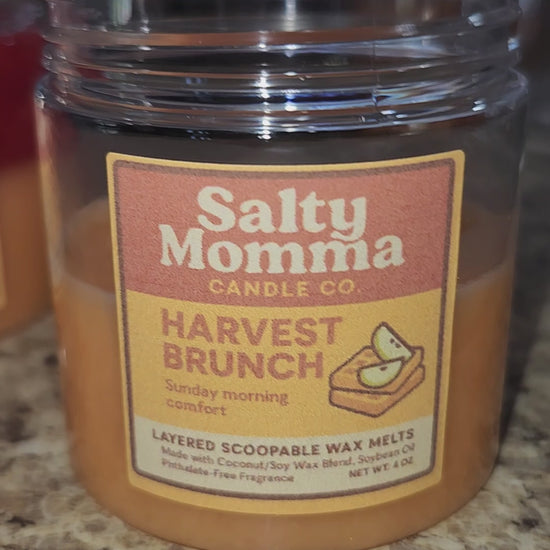 Salty
Momma
CANDLE CO
HARVEST
BRUNCH
Sunday morning
comfort
LAYERED SCOOPABLE WAX MELTS
Made with Coconut/Soy Wax Blend, Soybean Oil
Phthalate-Free Fragrance
NET WT. 4 OZ.